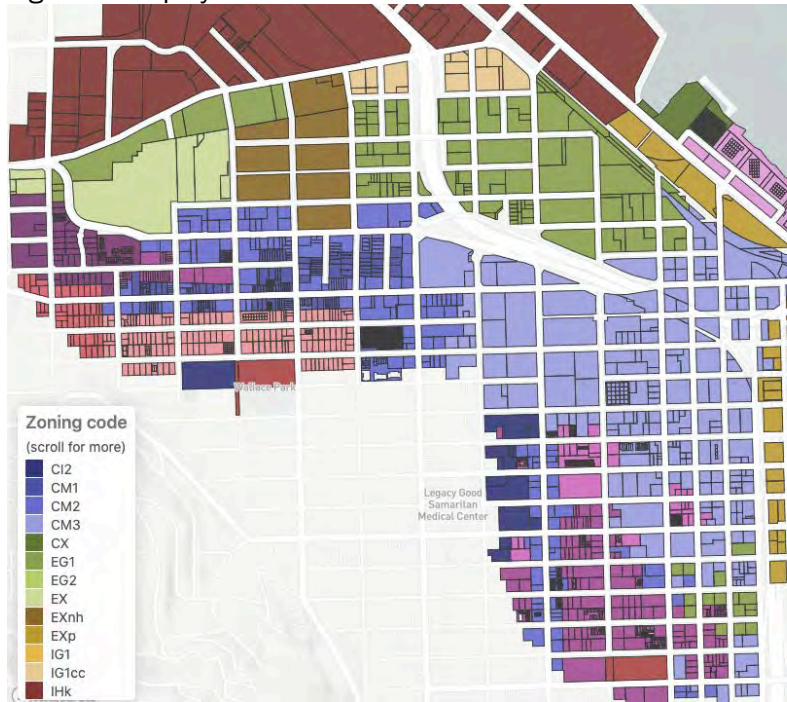 Wallace Park
Legacy Good
Samaritan
Medical Center
Zoning code
(scroll for more)
CI2
CM1
CM2
CM3
CX
EG1
EG2
EX
EXnh
EXp
IG1
IG1cc
IHk